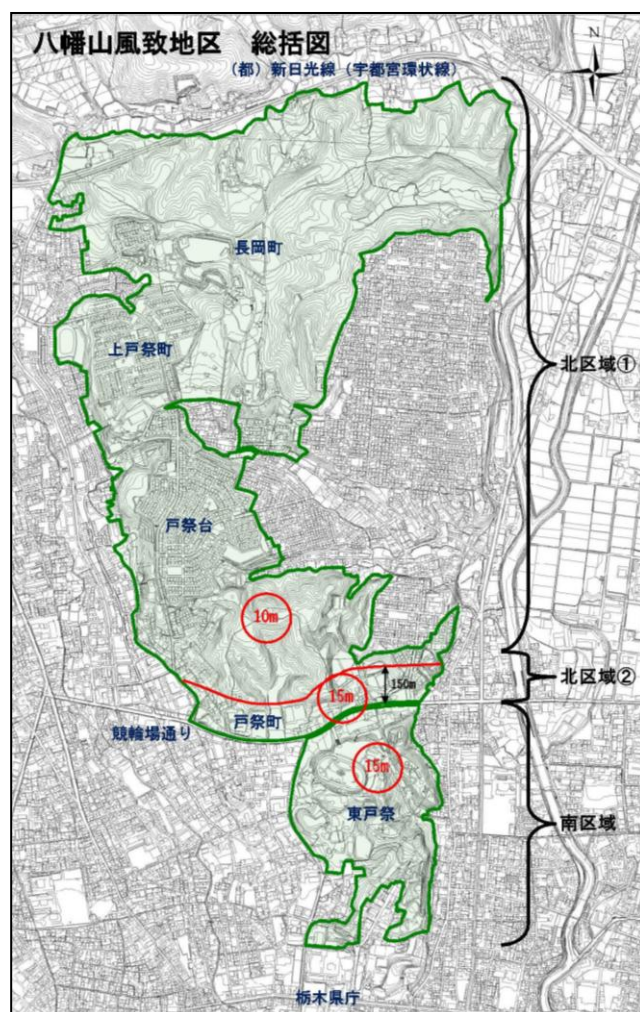 八幡山風致地区　総括図
（都）新日光線（宇都宮環状線）
N
長岡町
北区域①
上戸祭町
戸祭台
10m
150m
北区域②
15m
戸祭町
競輪場通り
15m
東戸祭
南区域
栃木県庁